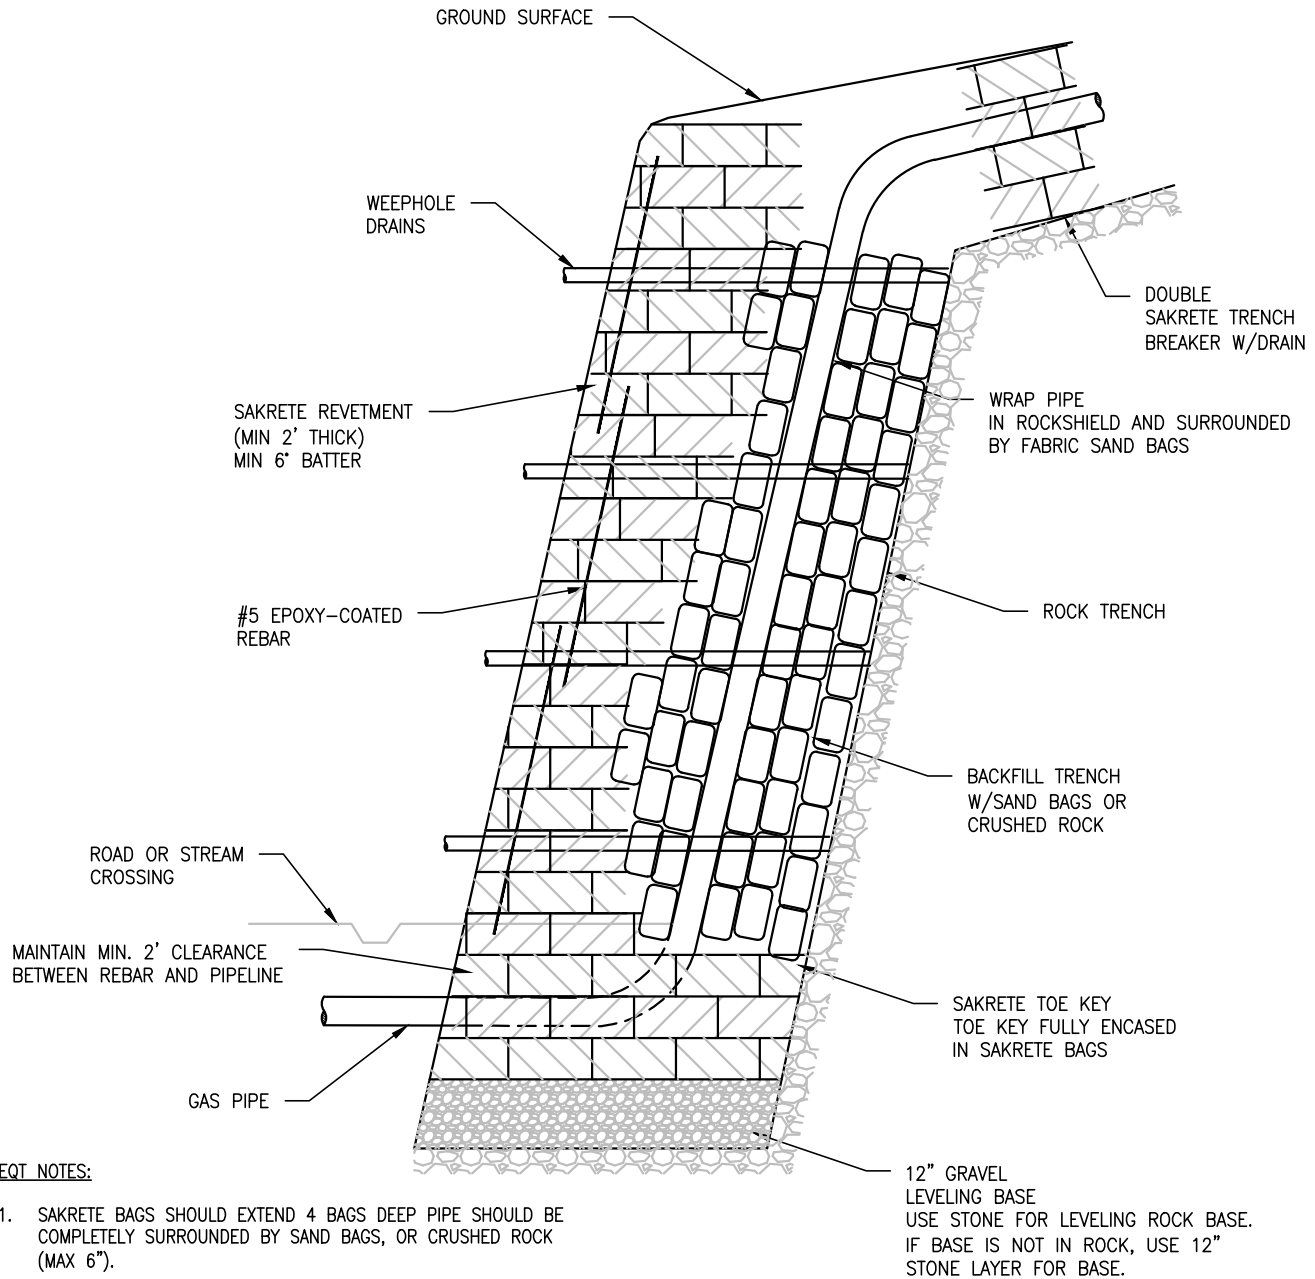 GROUND SURFACE
WEEPHOLE
DRAINS
DOUBLE
SAKRETE TRENCH
BREAKER W/DRAIN
SAKRETE REVETMENT
(MIN 2' THICK)
MIN 6° BATTER
WRAP PIPE
IN ROCKSHIELD AND SURROUNDED
BY FABRIC SAND BAGS
#5 EPOXY-COATED
REBAR
ROCK TRENCH
BACKFILL TRENCH
W/SAND BAGS OR
CRUSHED ROCK
ROAD OR STREAM
CROSSING
MAINTAIN MIN. 2' CLEARANCE
BETWEEN REBAR AND PIPELINE
SAKRETE TOE KEY
TOE KEY FULLY ENCASED
IN SAKRETE BAGS
GAS PIPE
12" GRAVEL
LEVELING BASE
USE STONE FOR LEVELING ROCK BASE.
IF BASE IS NOT IN ROCK, USE 12"
STONE LAYER FOR BASE.
EQT NOTES:
1. SAKRETE BAGS SHOULD EXTEND 4 BAGS DEEP PIPE SHOULD BE
COMPLETELY SURROUNDED BY SAND BAGS, OR CRUSHED ROCK
(MAX 6").